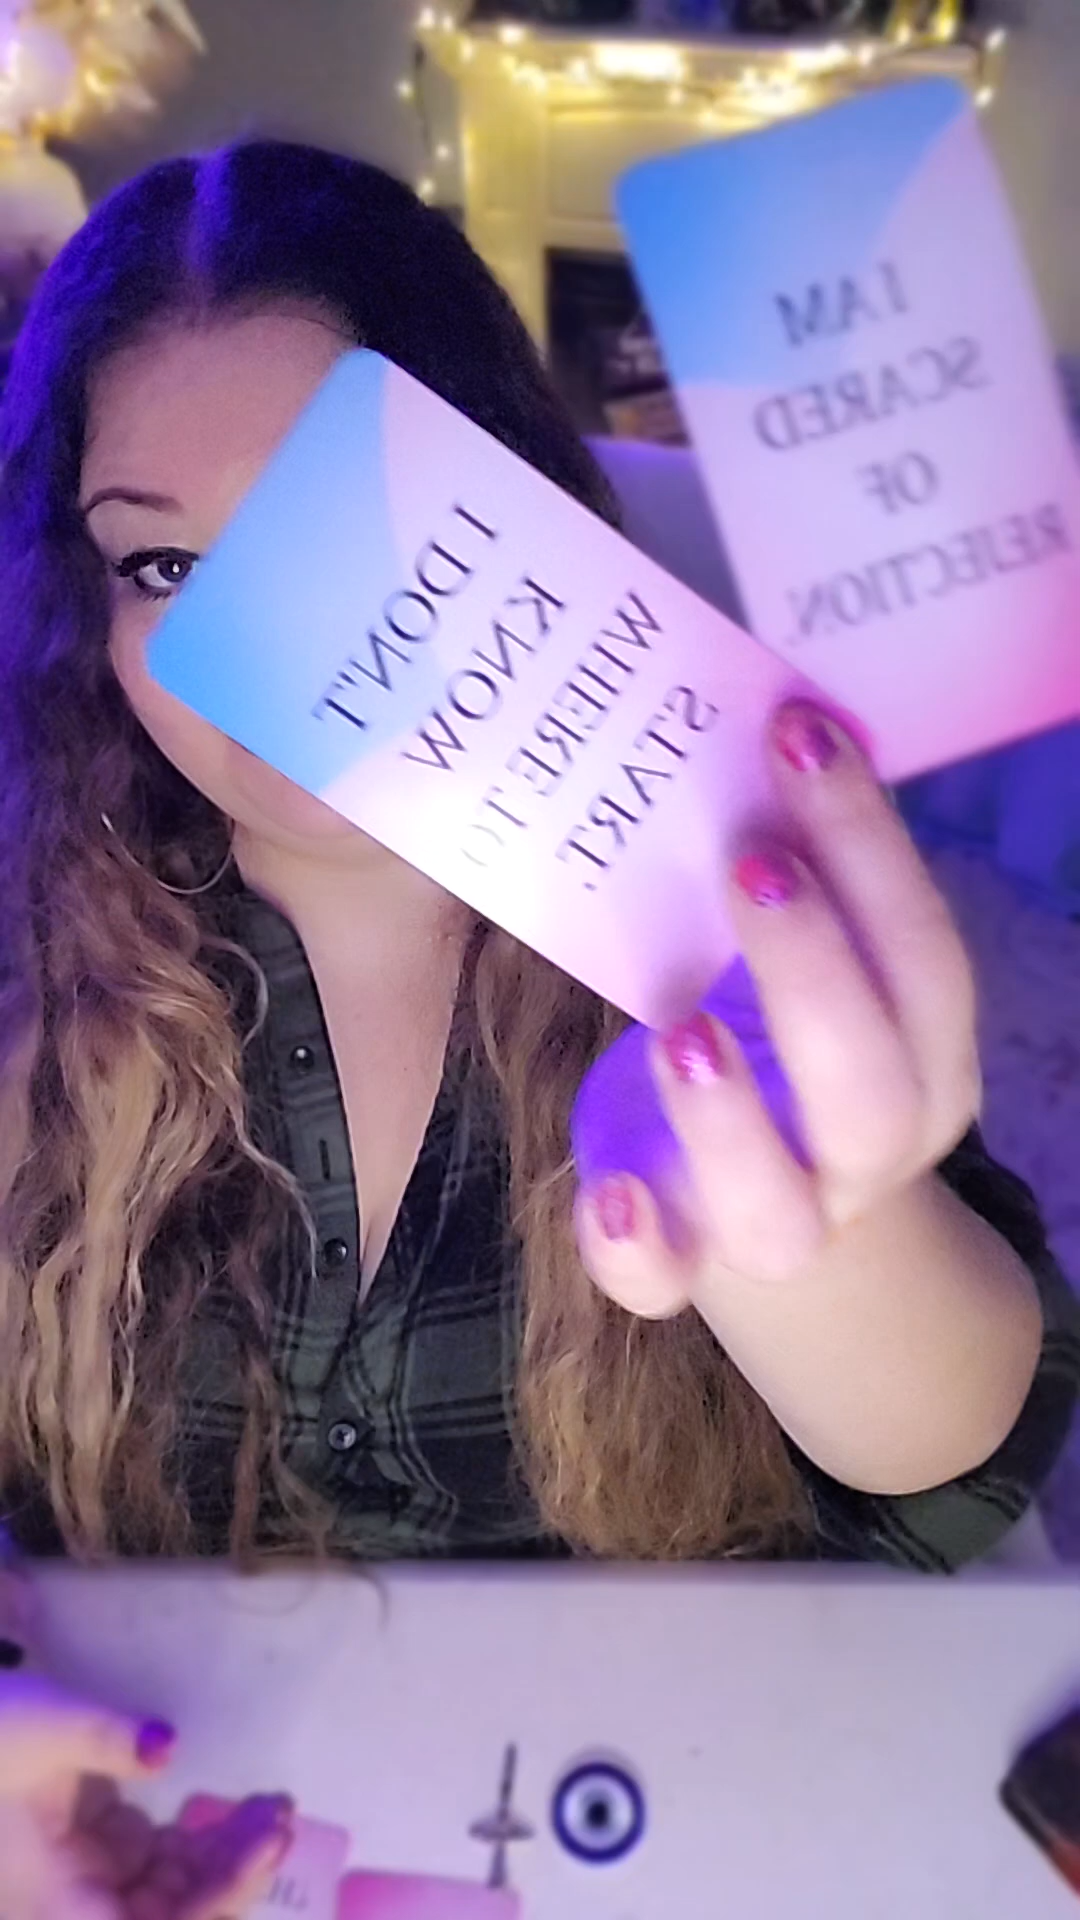 I DON'T
KNOW
WHERE TO
START.
I AM
SCARED
OF
REJECTION.